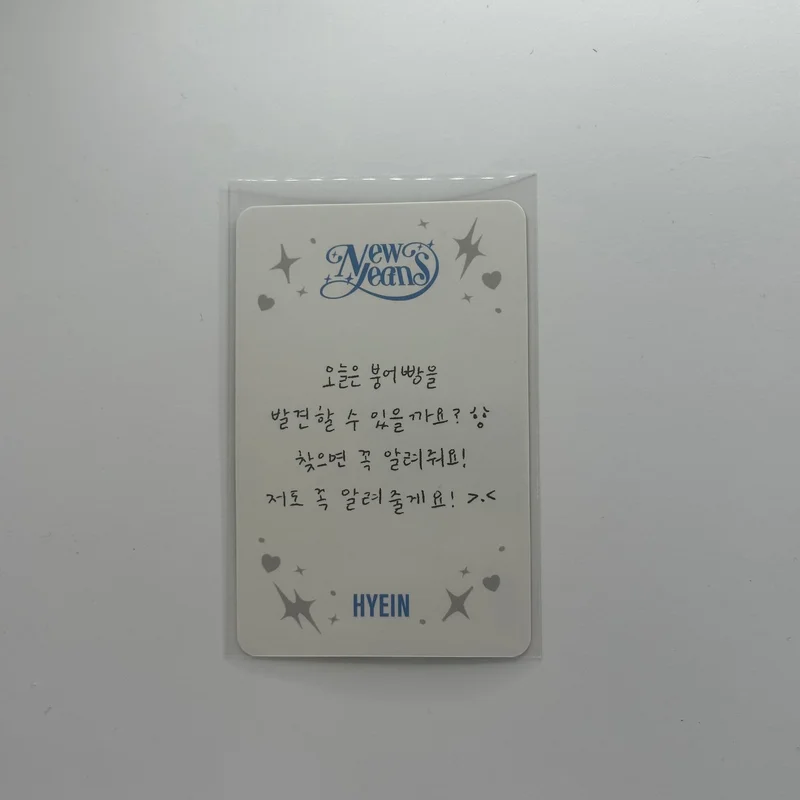 New
Jeans
오늘은 붕어빵을
발견할 수 있을까요? 항
찾으면 꼭 알려줘요!
저도 꼭 알려줄게요! >.<
HYEIN